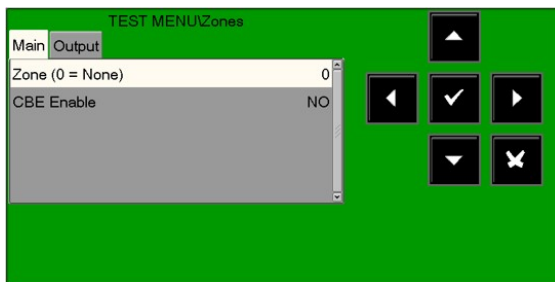 TEST MENU\Zones
Main Output
Zone (0 = None) 0
CBE Enable NO